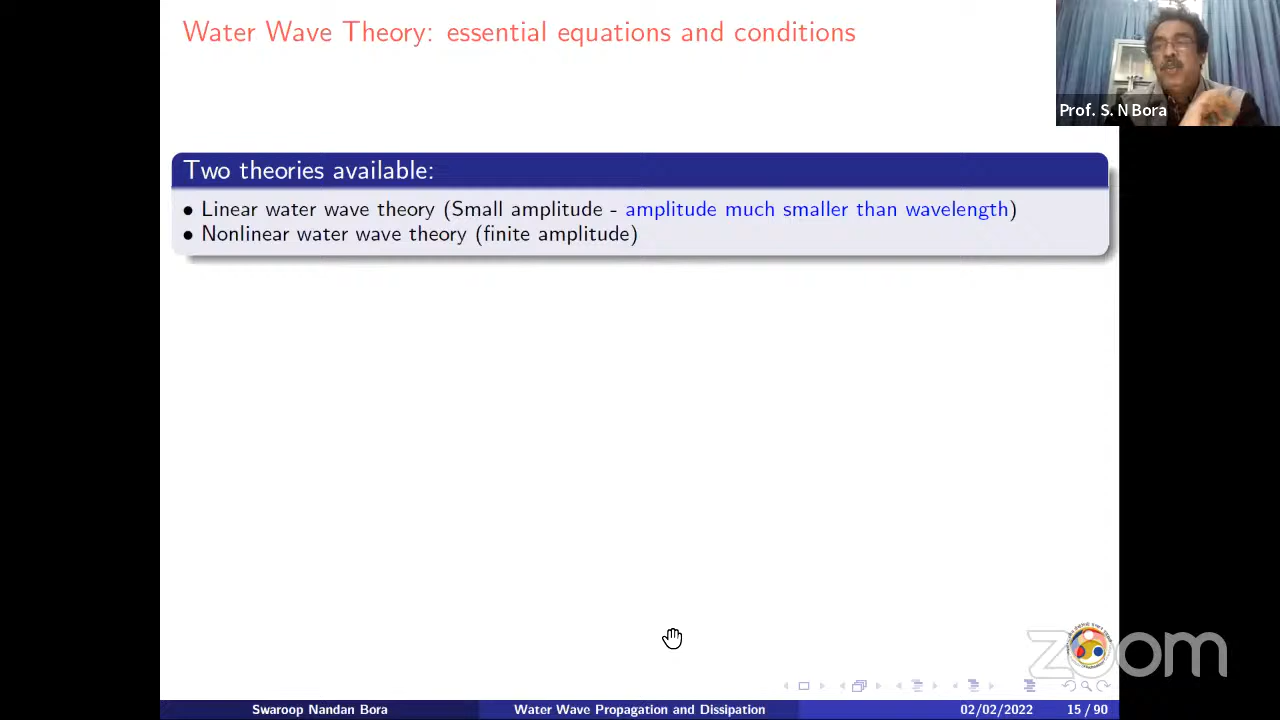 Water Wave Theory: essential equations and conditions
Prof. S. N Bora
Two theories available:
• Linear water wave theory (Small amplitude - amplitude much smaller than wavelength)
• Nonlinear water wave theory (finite amplitude)
zoom
Swaroop Nandan Bora Water Wave Propagation and Dissipation 02/02/2022 15 / 90